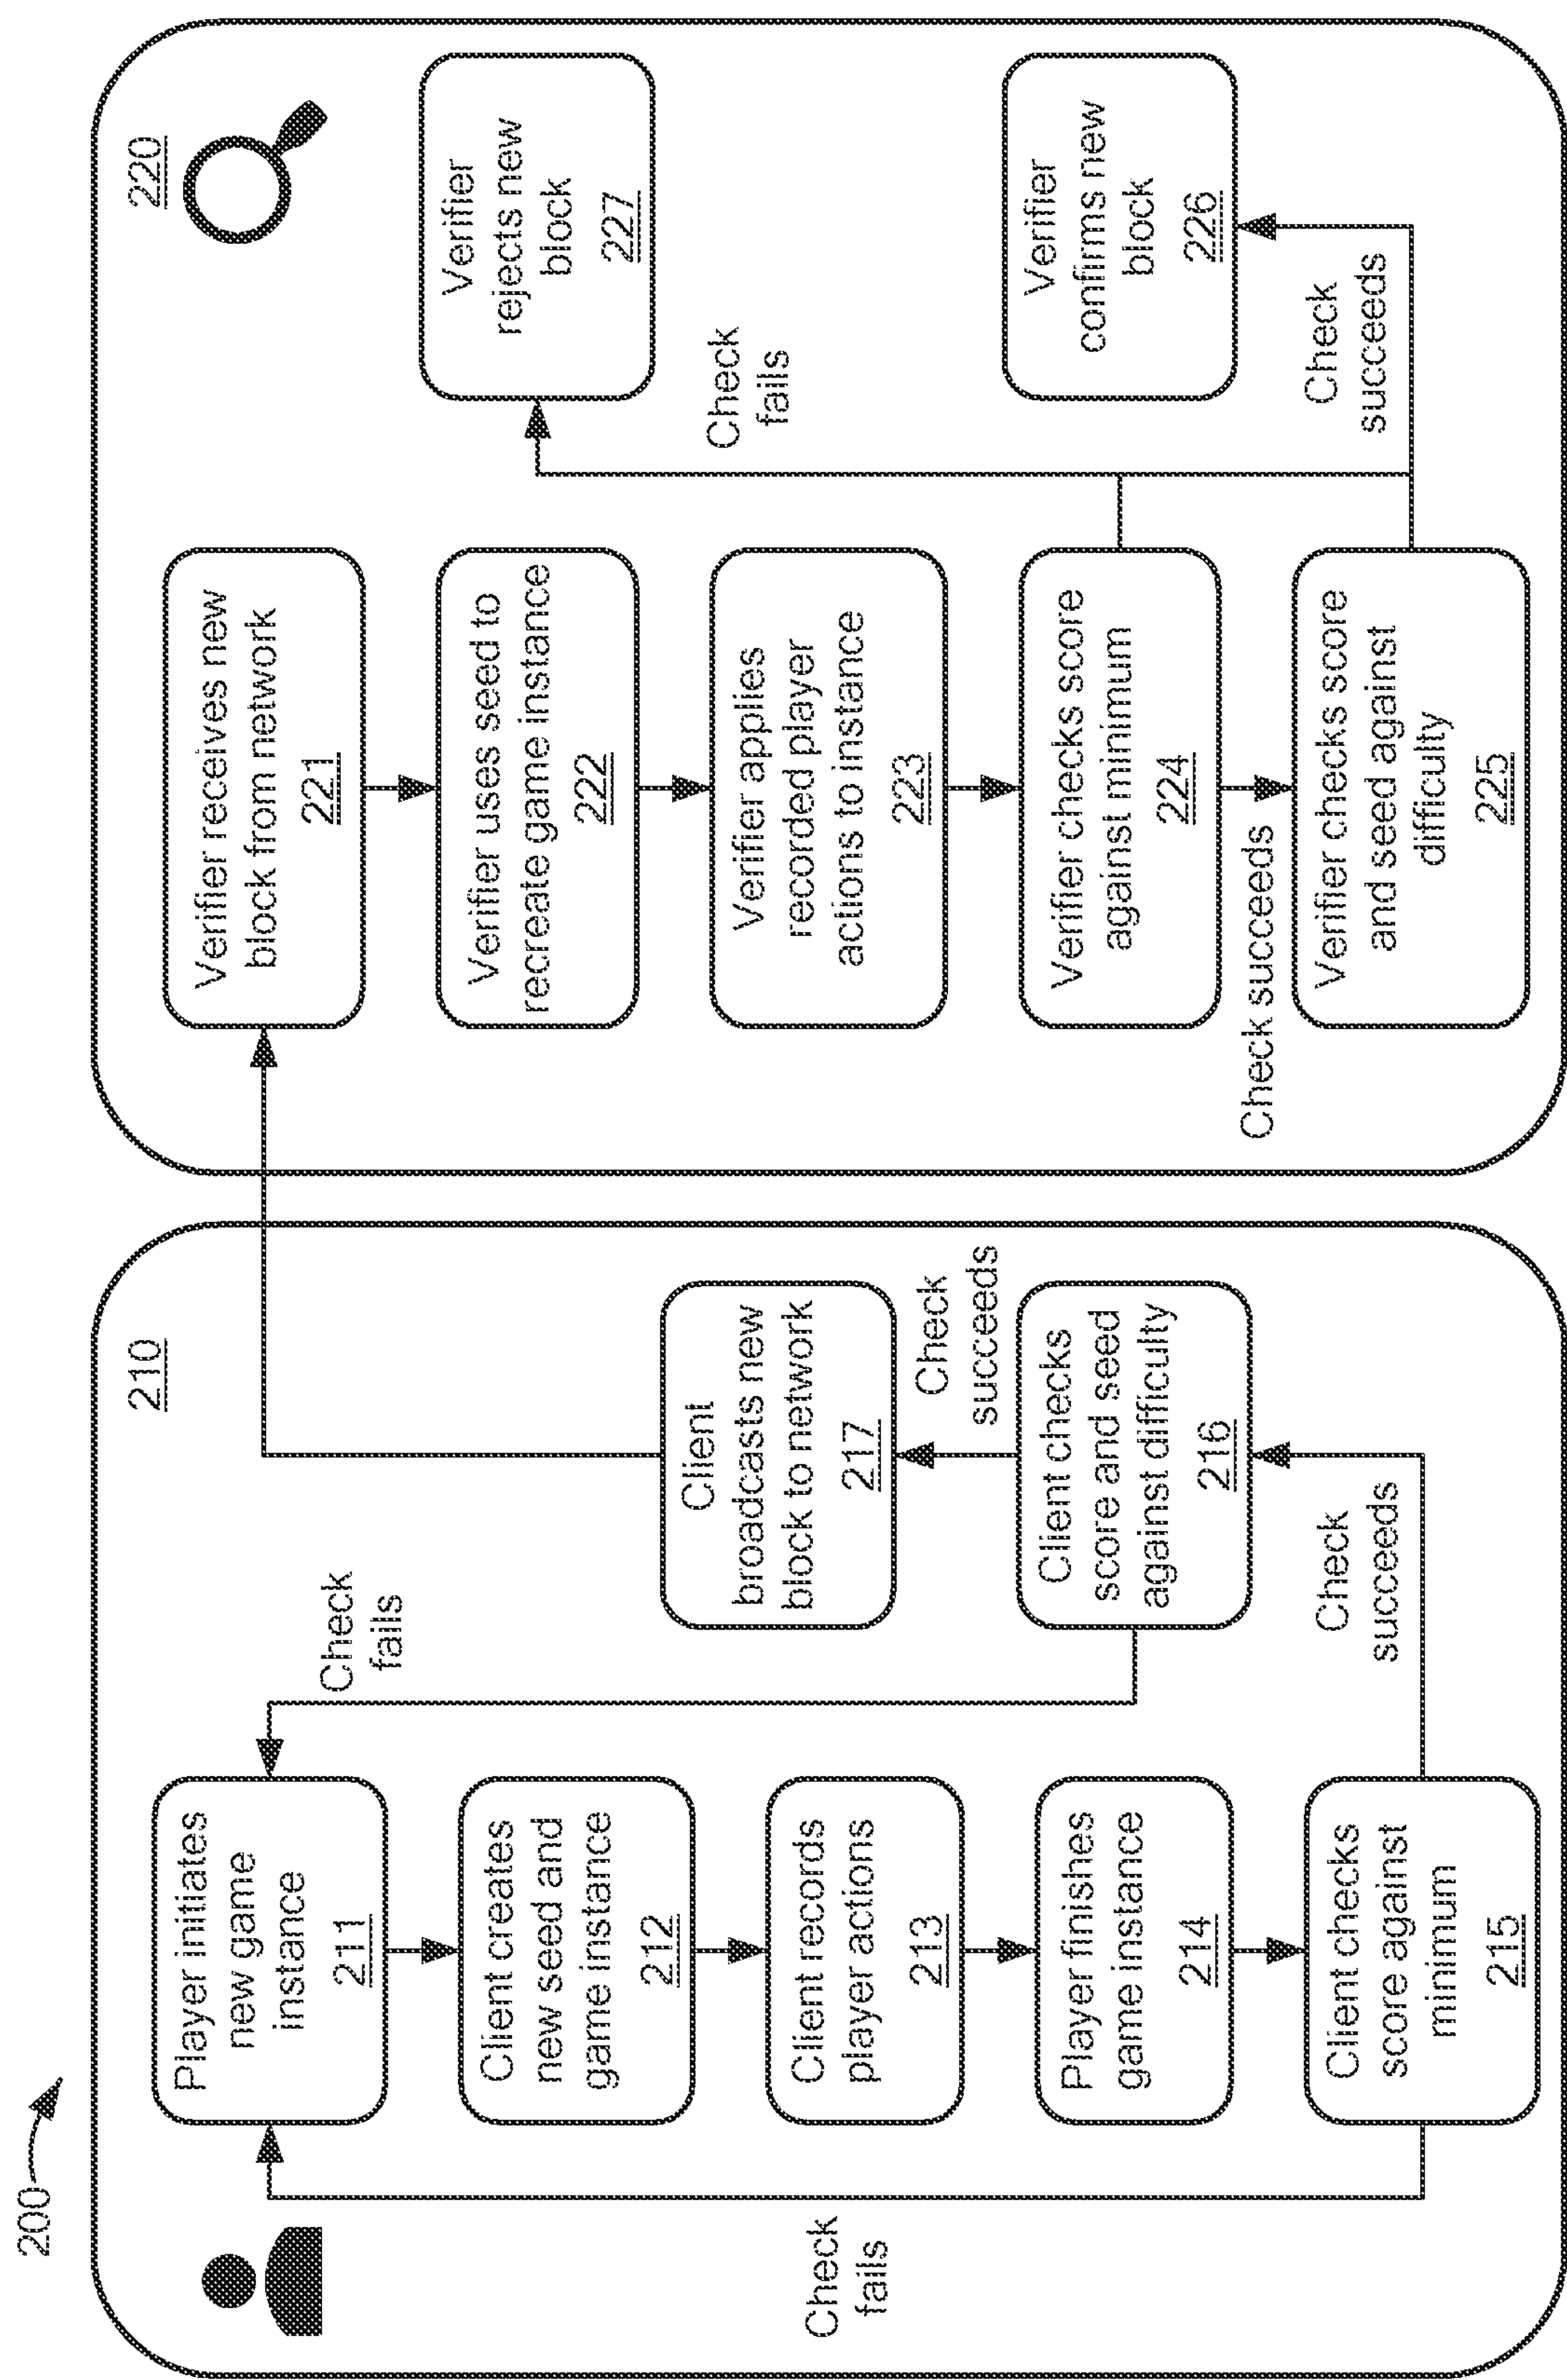 200
210
Player initiates
new game
instance
211
Client creates
new seed and
game instance
212
Client records
player actions
213
Player finishes
game instance
214
Client checks
score against
minimum
215
Check
fails
Check
fails
Check
succeeds
Client checks
score and seed
against difficulty
216
Check
succeeds
Client
broadcasts new
block to network
217
220
Verifier receives new
block from network
221
Verifier uses seed to
recreate game instance
222
Verifier applies
recorded player
actions to instance
223
Verifier checks score
against minimum
224
Check succeeds
Verifier checks score
and seed against
difficulty
225
Check
fails
Verifier
rejects new
block
227
Check
succeeds
Verifier
confirms new
block
226